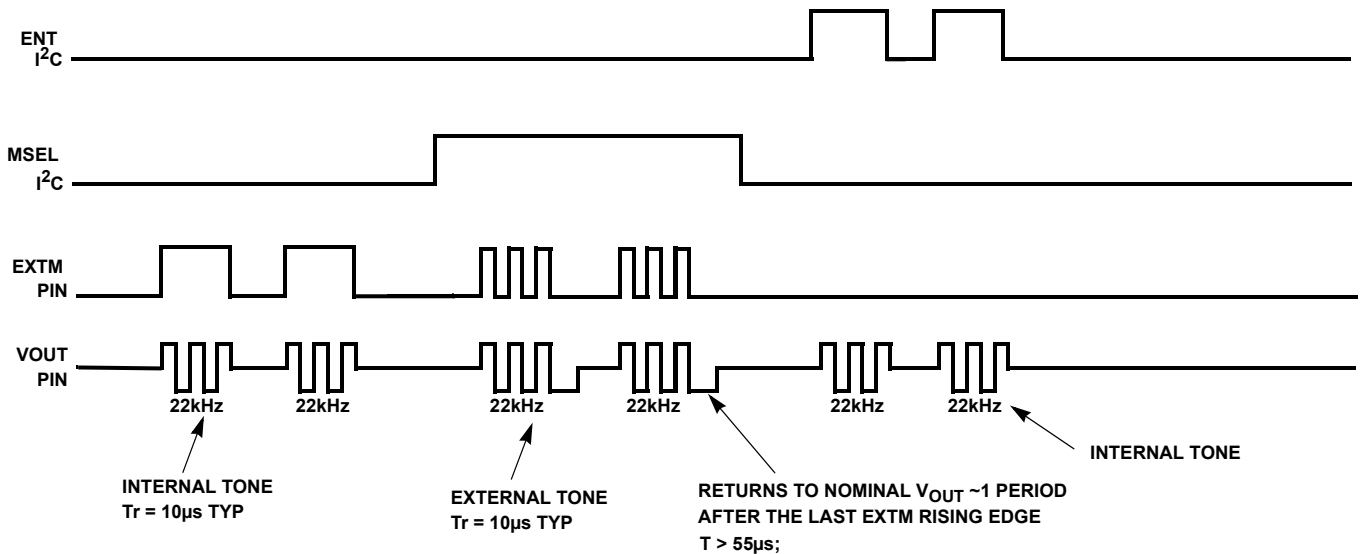 ENT
I²C
MSEL
I²C
EXTM
PIN
VOUT
PIN
22kHz 22kHz 22kHz 22kHz 22kHz 22kHz
INTERNAL TONE
Tr = 10µs TYP
EXTERNAL TONE
Tr = 10µs TYP
RETURNS TO NOMINAL VOUT ~1 PERIOD
AFTER THE LAST EXTM RISING EDGE
T > 55µs;
INTERNAL TONE